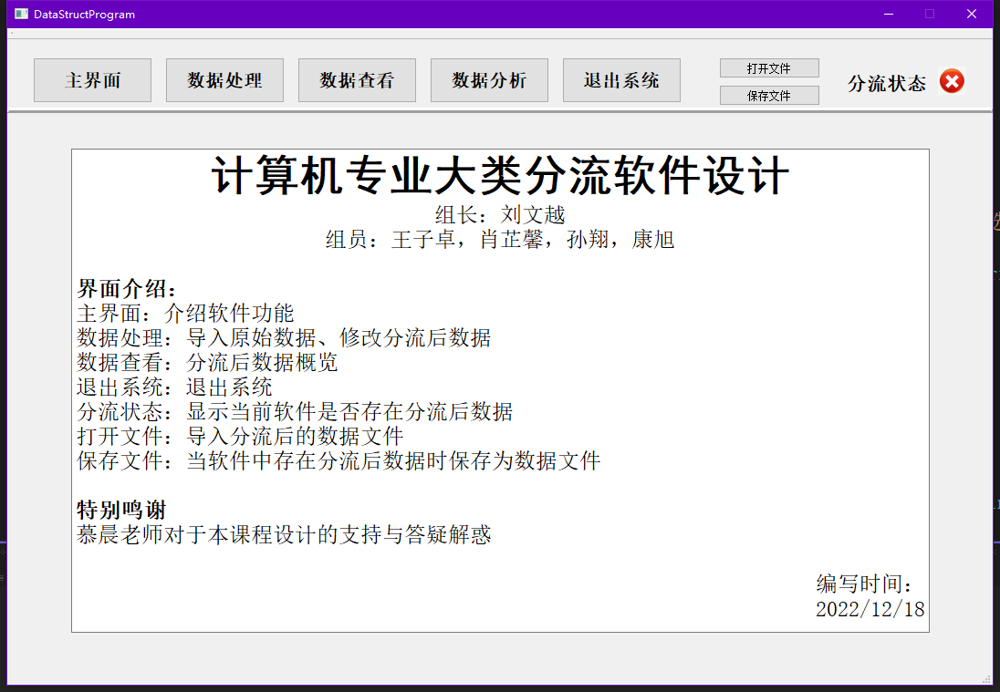 DataStructProgram
主界面
数据处理
数据查看
数据分析
退出系统
打开文件
保存文件
分流状态
计算机专业大类分流软件设计
组长：刘文越
组员：王子卓，肖芷馨，孙翔，康旭
界面介绍：
主界面：介绍软件功能
数据处理：导入原始数据、修改分流后数据
数据查看：分流后数据概览
退出系统：退出系统
分流状态：显示当前软件是否存在分流后数据
打开文件：导入分流后的数据文件
保存文件：当软件中存在分流后数据时保存为数据文件
特别鸣谢
慕晨老师对于本课程设计的支持与答疑解惑
编写时间：
2022/12/18